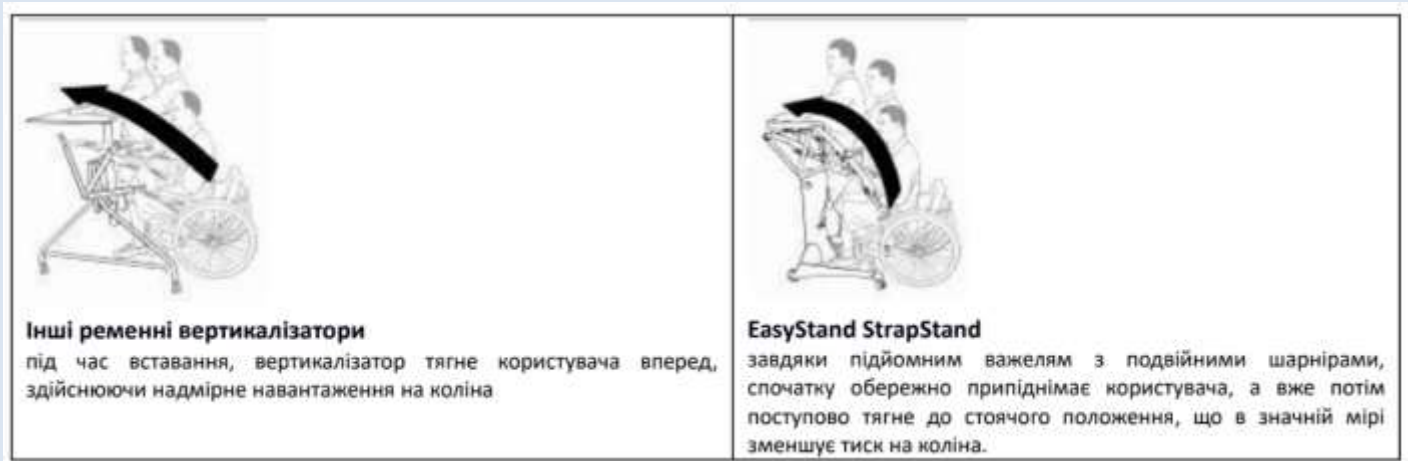 Інші ременні вертикалізатори
під час вставання, вертикалізатор тягне користувача вперед,
здійснюючи надмірне навантаження на коліна
EasyStand StrapStand
завдяки підйомним важелям з подвійними шарнірами,
спочатку обережно припіднімає користувача, а вже потім
поступово тягне до стоячого положення, що в значній мірі
зменшує тиск на коліна.